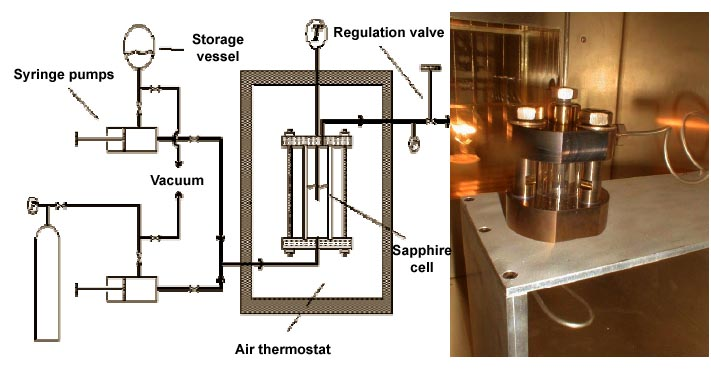 Storage
vessel
Regulation valve
T
Syringe pumps
Vacuum
Sapphire
cell
Air thermostat